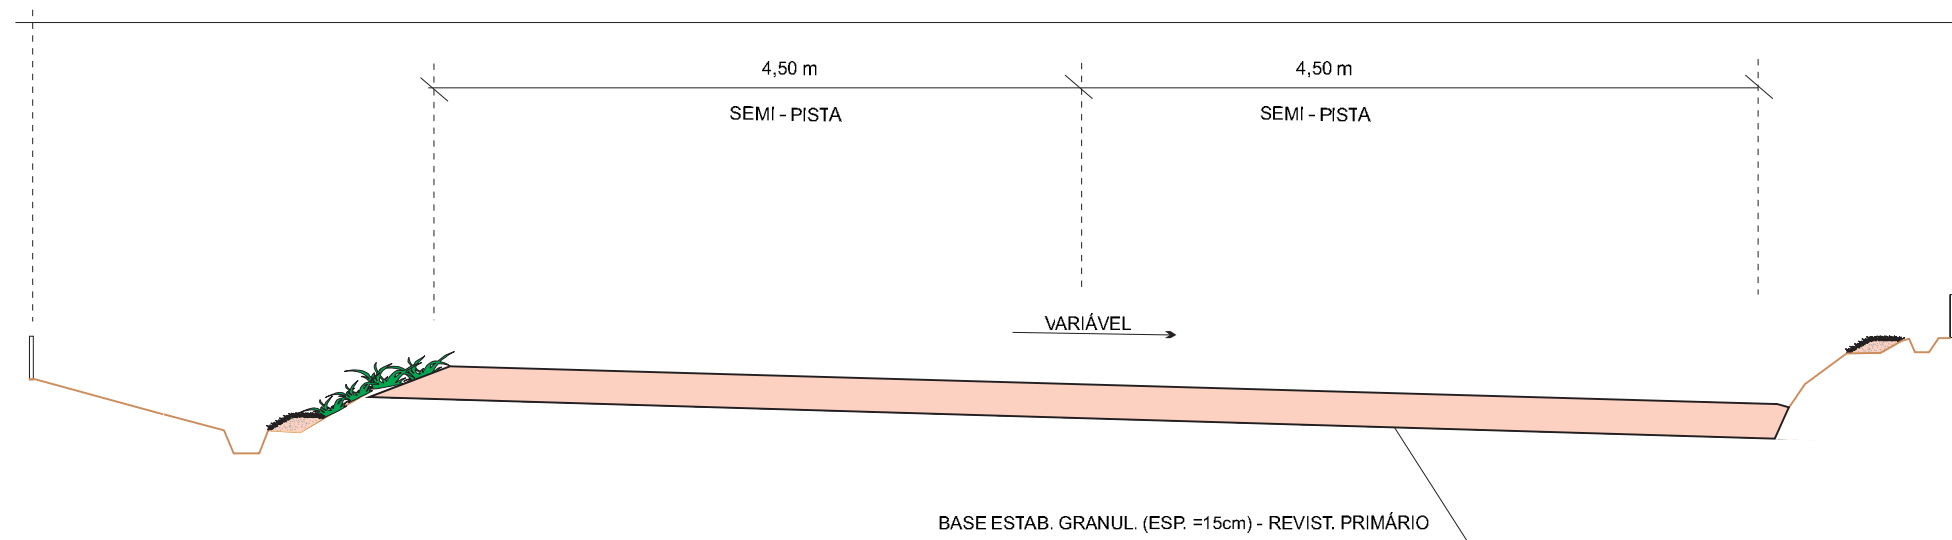 4,50 m
4,50 m
SEMI - PISTA
SEMI - PISTA
VARIÁVEL
BASE ESTAB. GRANUL. (ESP. =15cm) - REVIST. PRIMÁRIO